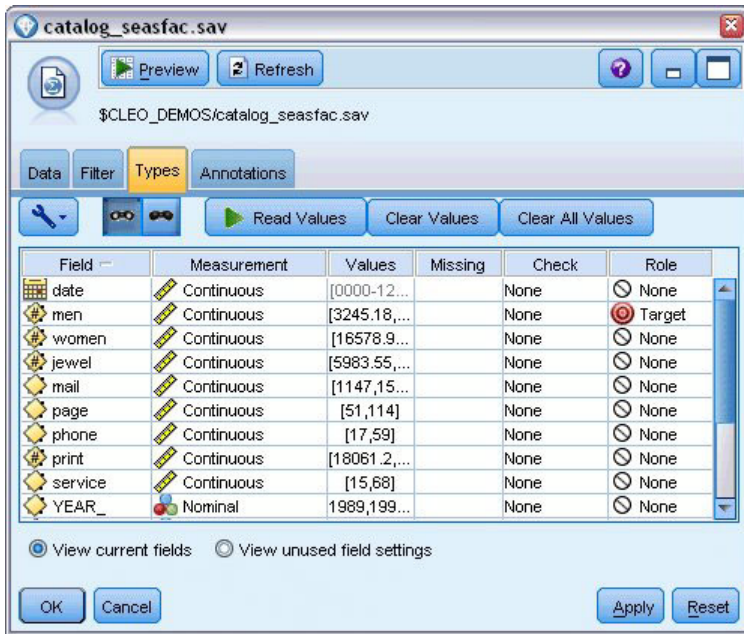 catalog_seasfac.sav
Preview Refresh
$CLEO_DEMOS/catalog_seasfac.sav
Data Filter Types Annotations
Read Values Clear Values Clear All Values
Field Measurement Values Missing Check Role
date Continuous [0000-12... None None
men Continuous [3245.18,... None Target
women Continuous [16578.9... None None
jewel Continuous [5983.55,... None None
mail Continuous [1147,15... None None
page Continuous [51,114] None None
phone Continuous [17,59] None None
print Continuous [18061.2,... None None
service Continuous [15,68] None None
YEAR_ Nominal 1989,199... None None
View current fields View unused field settings
OK Cancel Apply Reset